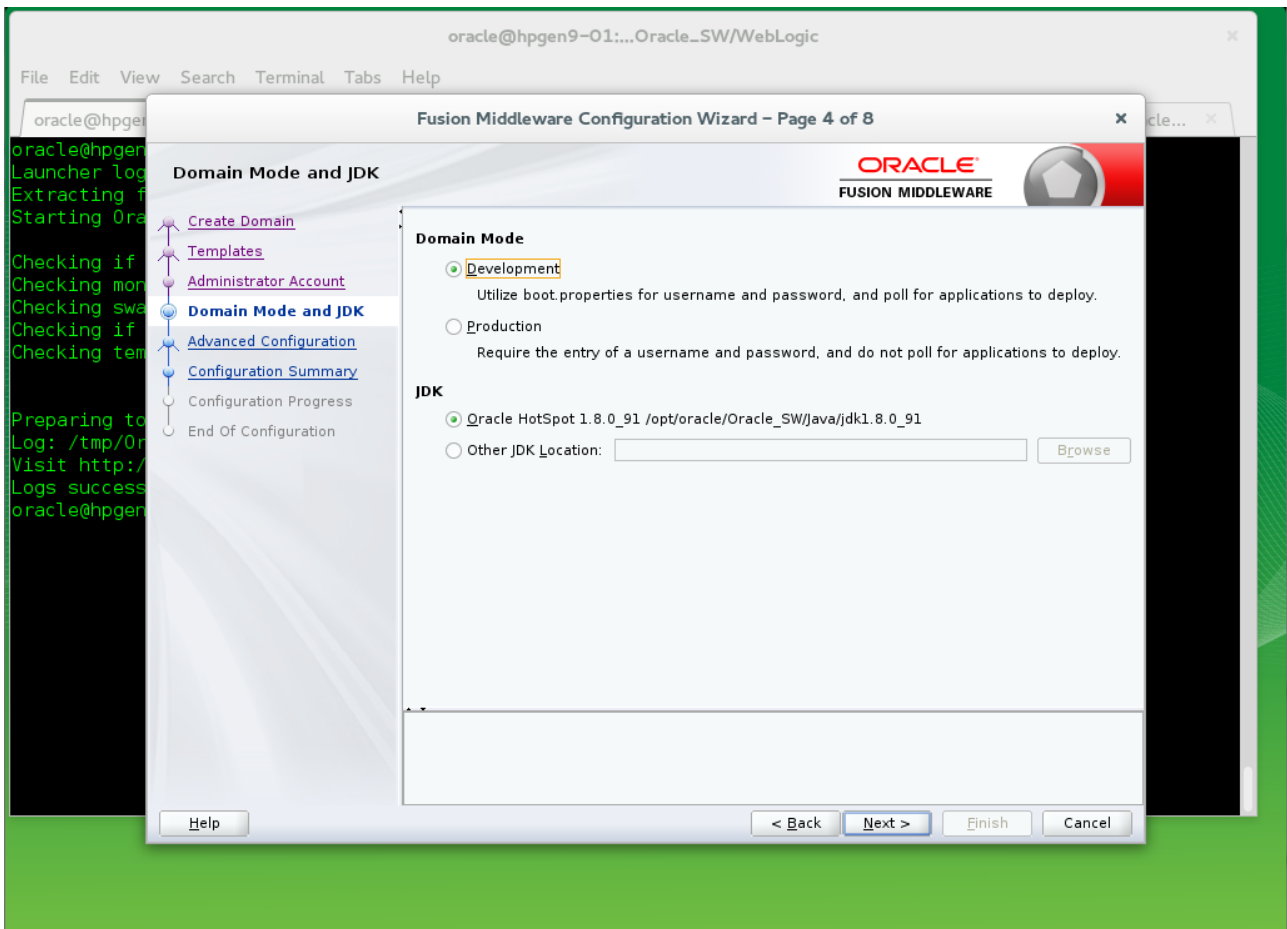 oracle@hpgen9-01:...Oracle_SW/WebLogic
File Edit View Search Terminal Tabs Help
oracle@hpgen
cle...
Fusion Middleware Configuration Wizard - Page 4 of 8
Domain Mode and JDK
ORACLE
FUSION MIDDLEWARE
oracle@hpgen
Launcher log
Extracting f
Starting Ora
Checking if
Checking mon
Checking swa
Checking if
Checking tem
Preparing to
Log: /tmp/Or
Visit http:/
Logs success
oracle@hpgen
Create Domain
Templates
Administrator Account
Domain Mode and JDK
Advanced Configuration
Configuration Summary
Configuration Progress
End Of Configuration
Domain Mode
Development
Utilize boot.properties for username and password, and poll for applications to deploy.
Production
Require the entry of a username and password, and do not poll for applications to deploy.
JDK
Oracle HotSpot 1.8.0_91 /opt/oracle/Oracle_SW/Java/jdk1.8.0_91
Other JDK Location: Browse
Help < Back Next > Finish Cancel